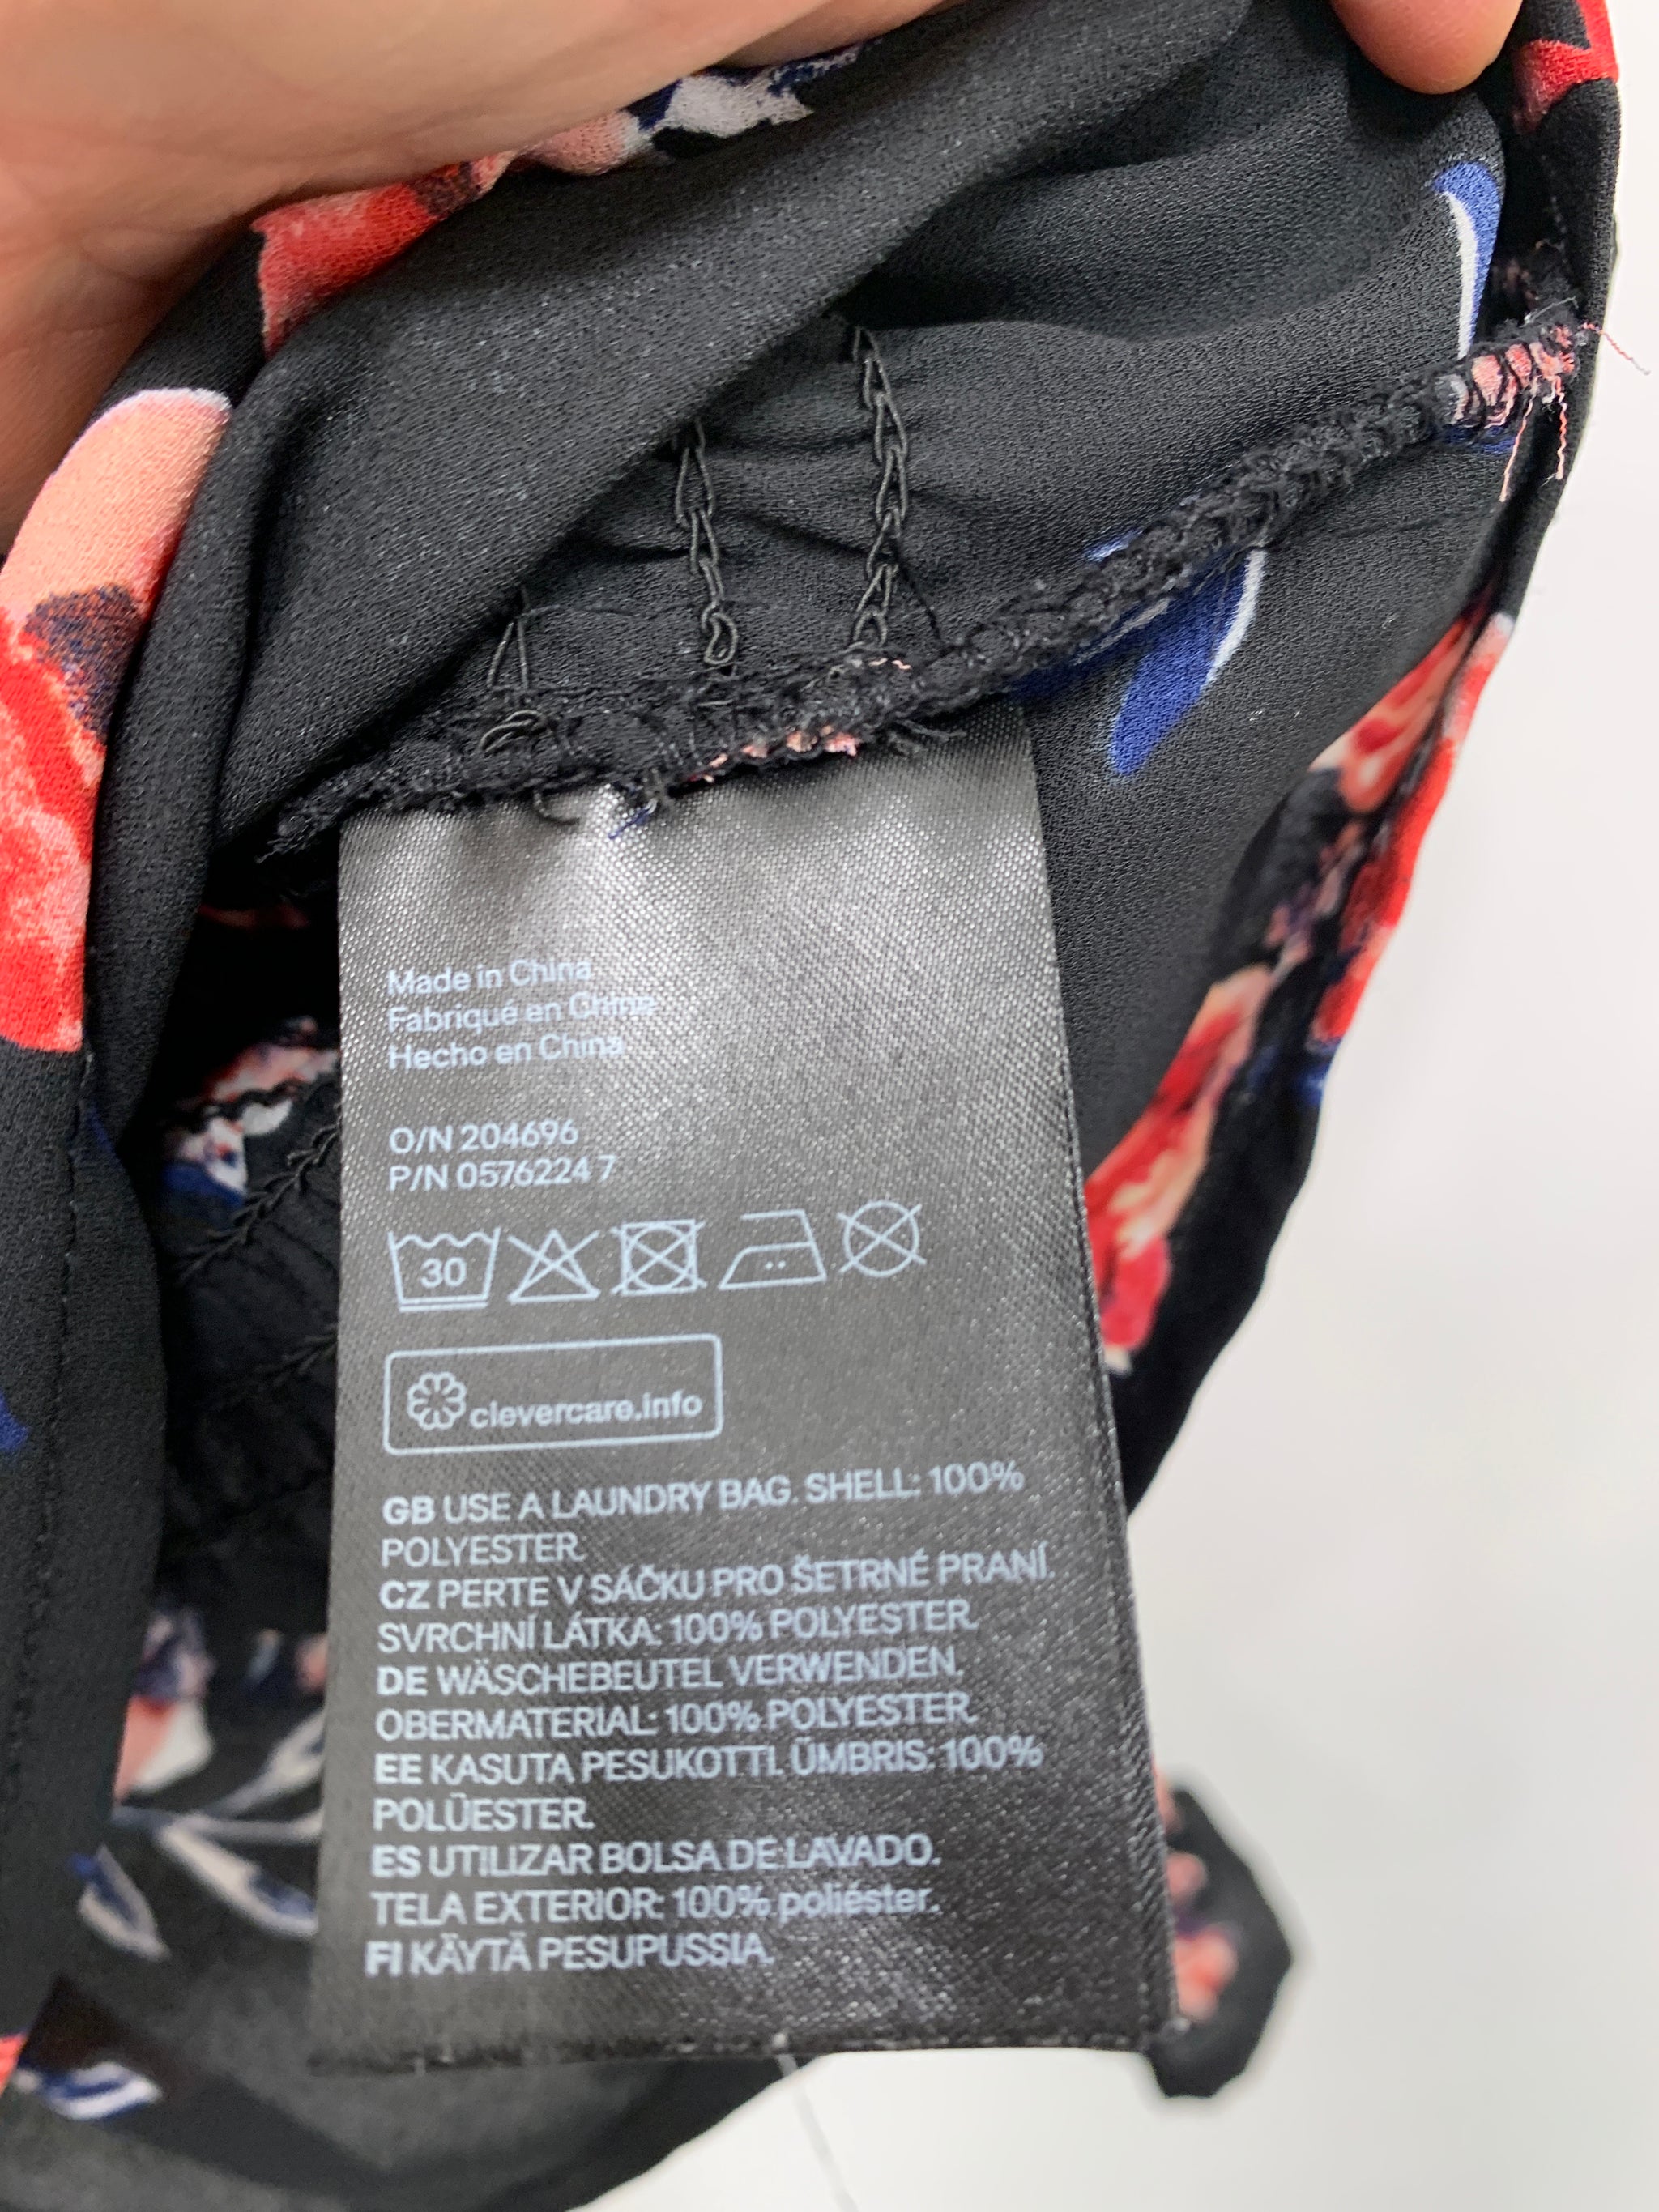 Made in China
Fabriqué en Chine
Hecho en China
O/N 204696
P/N 0576224 7
30
clevercare.info
GB USE A LAUNDRY BAG. SHELL: 100%
POLYESTER.
CZ PERTE V SÁČKU PRO ŠETRNÉ PRANÍ.
SVRCHNÍ LÁTKA: 100% POLYESTER.
DE WÄSCHEBEUTEL VERWENDEN.
OBERMATERIAL: 100% POLYESTER.
EE KASUTA PESUKOTTI. ÜMBRIS: 100%
POLÜESTER.
ES UTILIZAR BOLSA DE LAVADO.
TELA EXTERIOR: 100% poliéster.
FI KÄYTÄ PESUPUSSIA.